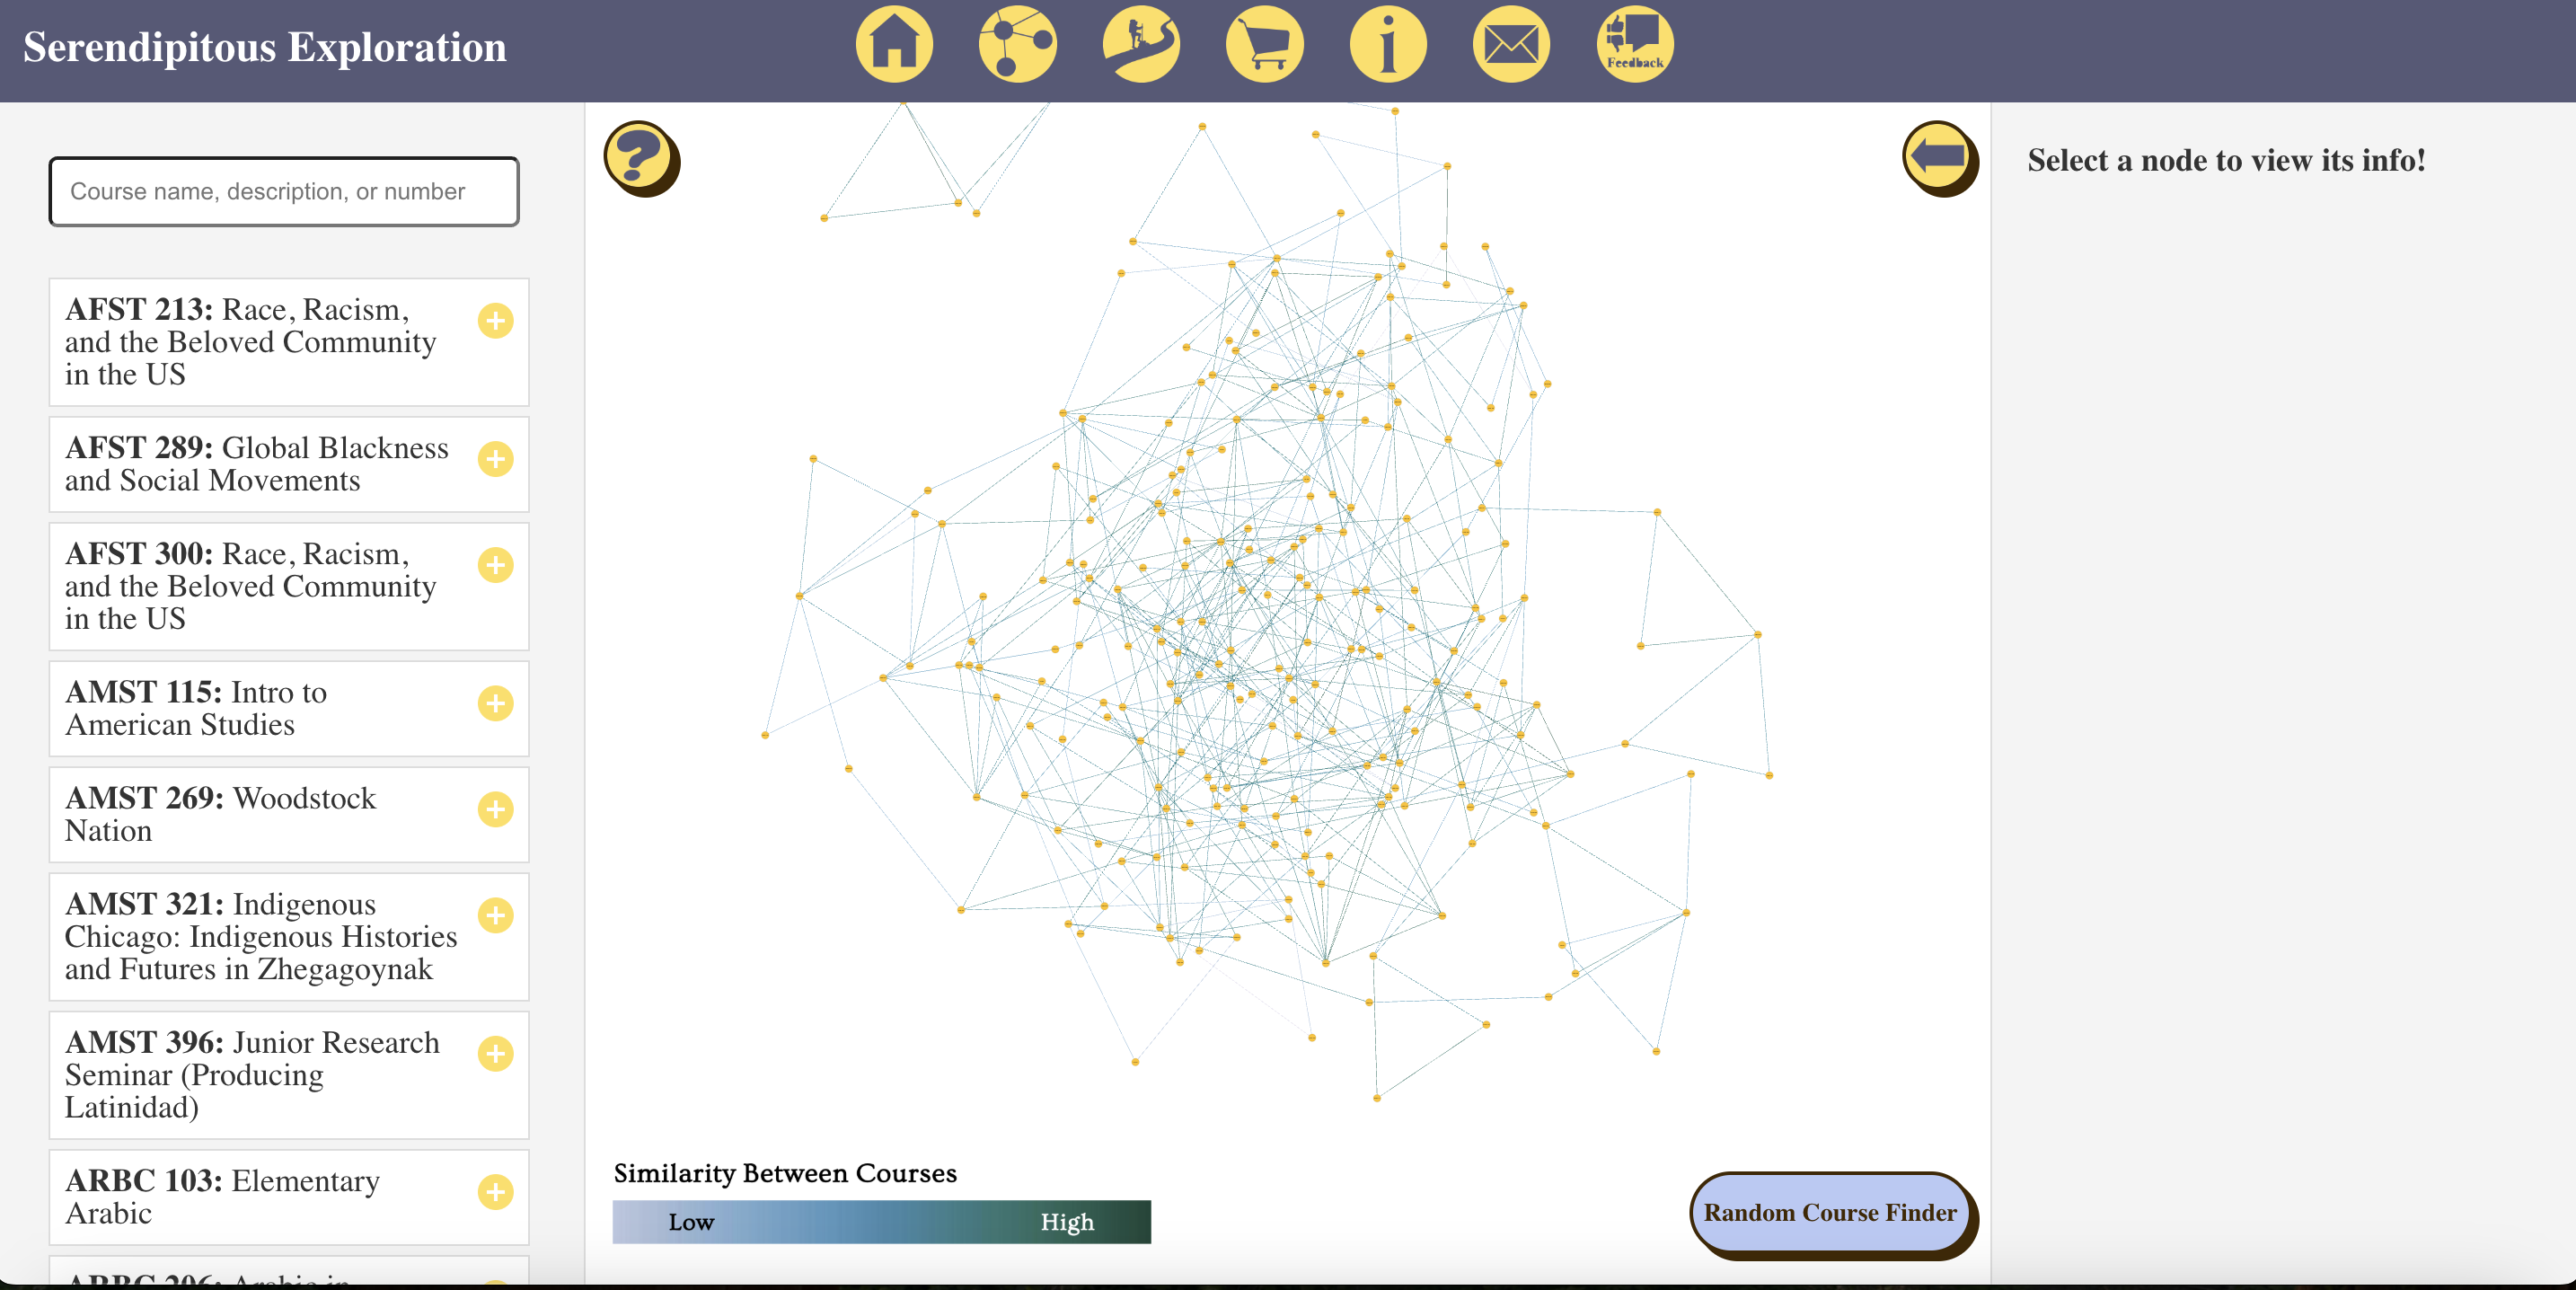 Serendipitous Exploration
Feedback
Course name, description, or number
AFST 213: Race, Racism,
and the Beloved Community
in the US
AFST 289: Global Blackness
and Social Movements
AFST 300: Race, Racism,
and the Beloved Community
in the US
AMST 115: Intro to
American Studies
AMST 269: Woodstock
Nation
AMST 321: Indigenous
Chicago: Indigenous Histories
and Futures in Zhegagoynak
AMST 396: Junior Research
Seminar (Producing
Latinidad)
ARBC 103: Elementary
Arabic
ARBC 206: Arabic in
?
Similarity Between Courses
Low High
Random Course Finder
Select a node to view its info!